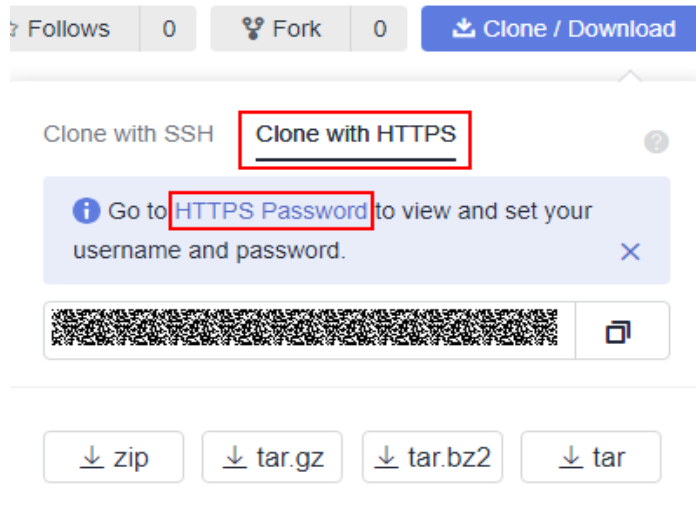 Follows 0 Fork 0 Clone / Download
Clone with SSH Clone with HTTPS
Go to HTTPS Password to view and set your
username and password.
zip tar.gz tar.bz2 tar